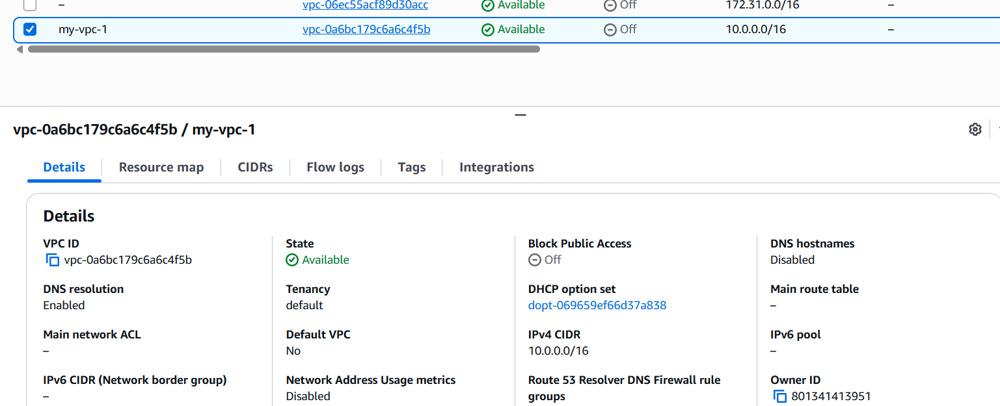 – vpc-06ec55acf89d30acc Available Off 172.31.0.0/16 –
my-vpc-1 vpc-0a6bc179c6a6c4f5b Available Off 10.0.0.0/16 –
vpc-0a6bc179c6a6c4f5b / my-vpc-1
Details Resource map CIDRs Flow logs Tags Integrations
Details
VPC ID State Block Public Access DNS hostnames
vpc-0a6bc179c6a6c4f5b Available Off Disabled
DNS resolution Tenancy DHCP option set Main route table
Enabled default dopt-069659ef66d37a838 –
Main network ACL Default VPC IPv4 CIDR IPv6 pool
– No 10.0.0.0/16 –
IPv6 CIDR (Network border group) Network Address Usage metrics Route 53 Resolver DNS Firewall rule Owner ID
– Disabled groups 801341413951